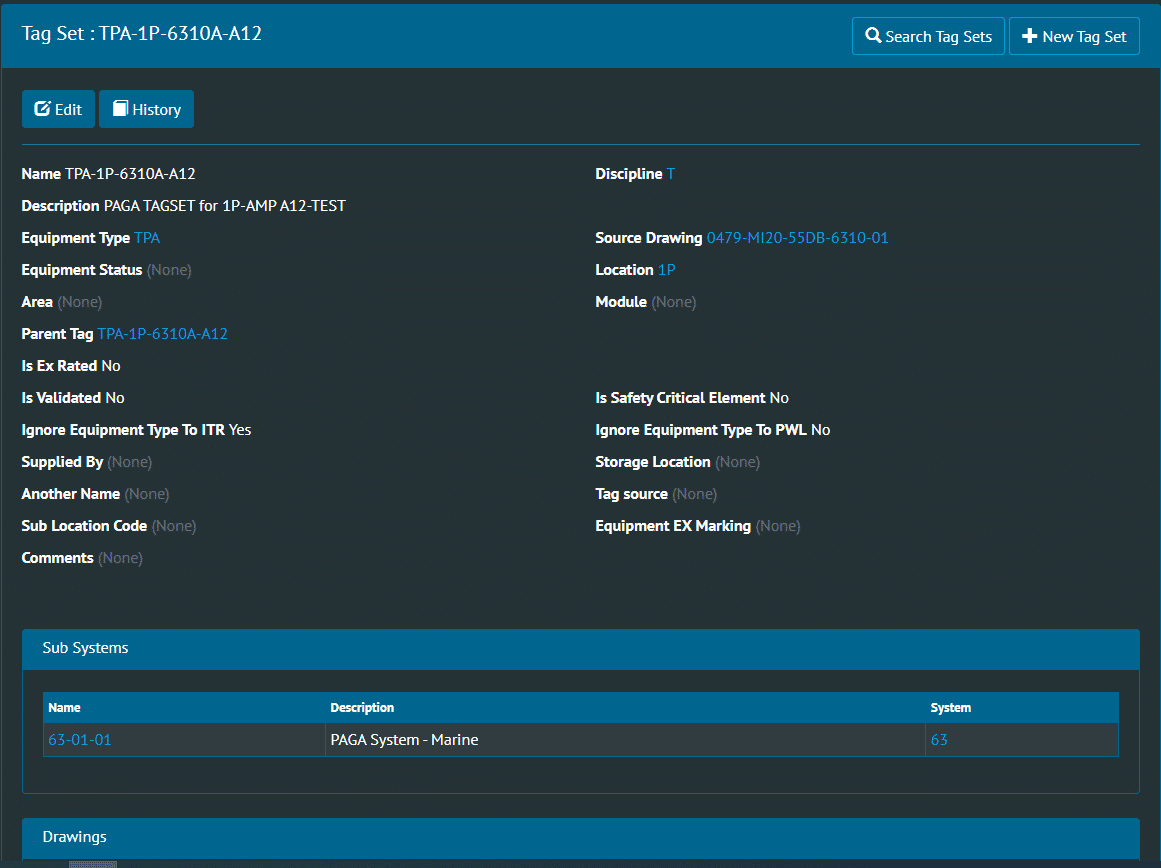 Tag Set : TPA-1P-6310A-A12
Search Tag Sets
New Tag Set
Edit
History
Name TPA-1P-6310A-A12
Discipline T
Description PAGA TAGSET for 1P-AMP A12-TEST
Equipment Type TPA
Source Drawing 0479-MI20-55DB-6310-01
Equipment Status (None)
Location 1P
Area (None)
Module (None)
Parent Tag TPA-1P-6310A-A12
Is Ex Rated No
Is Validated No
Is Safety Critical Element No
Ignore Equipment Type To ITR Yes
Ignore Equipment Type To PWL No
Supplied By (None)
Storage Location (None)
Another Name (None)
Tag source (None)
Sub Location Code (None)
Equipment EX Marking (None)
Comments (None)
Sub Systems
Name Description System
63-01-01 PAGA System - Marine 63
Drawings